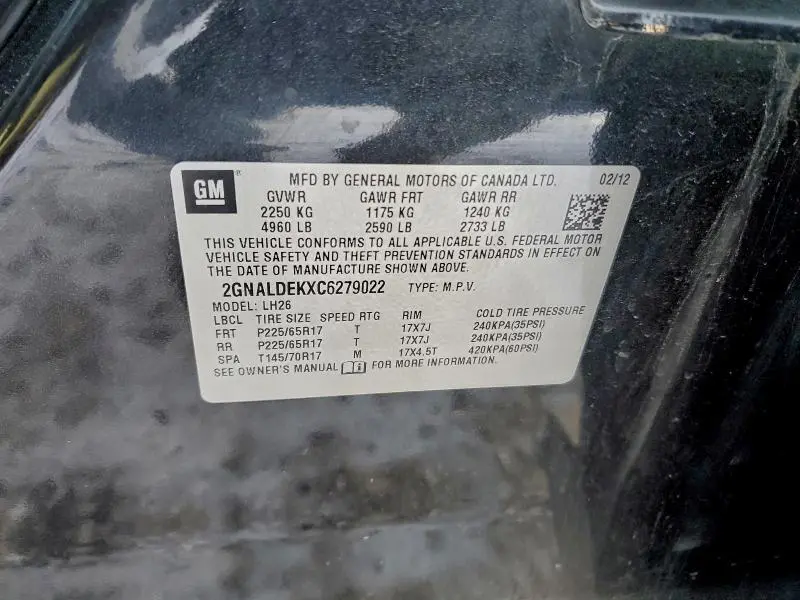 GM
MFD BY GENERAL MOTORS OF CANADA LTD. 02/12
GVWR GAWR FRT GAWR RR
2250 KG 1175 KG 1240 KG
4960 LB 2590 LB 2733 LB
THIS VEHICLE CONFORMS TO ALL APPLICABLE U.S. FEDERAL MOTOR
VEHICLE SAFETY AND THEFT PREVENTION STANDARDS IN EFFECT ON
THE DATE OF MANUFACTURE SHOWN ABOVE.
2GNALDEKXC6279022 TYPE: M.P.V.
MODEL: LH26
LBCL TIRE SIZE SPEED RTG RIM COLD TIRE PRESSURE
FRT P225/65R17 T 17X7J 240KPA(35PSI)
RR P225/65R17 T 17X7J 240KPA(35PSI)
SPA T145/70R17 M 17X4.5T 420KPA(60PSI)
SEE OWNER'S MANUAL FOR MORE INFORMATION.